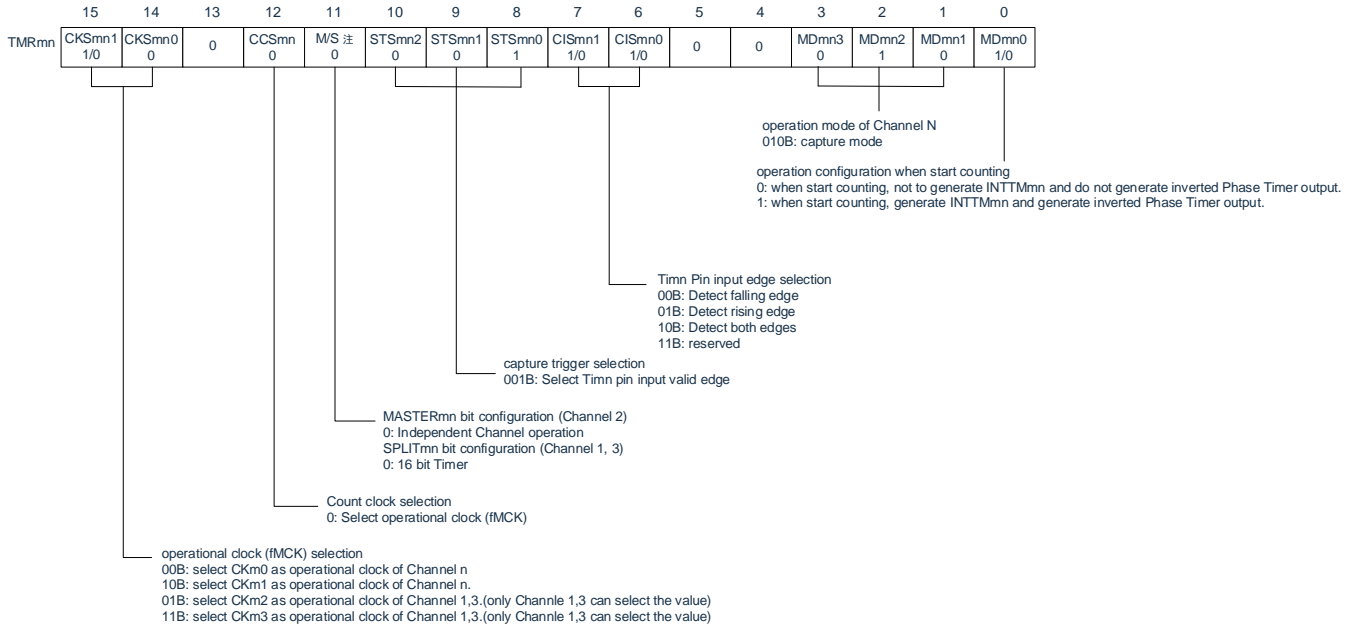 15 14 13 12 11 10 9 8 7 6 5 4 3 2 1 0
TMRmn CKSmn1 CKSmn0 0 CCSmn M/S 注 STSmn2 STSmn1 STSmn0 CISmn1 CISmn0 0 0 MDmn3 MDmn2 MDmn1 MDmn0
1/0 0 0 0 0 0 1 1/0 1/0 0 1 0 1/0
operation mode of Channel N
010B: capture mode
operation configuration when start counting
0: when start counting, not to generate INTTMmn and do not generate inverted Phase Timer output.
1: when start counting, generate INTTMmn and generate inverted Phase Timer output.
Timn Pin input edge selection
00B: Detect falling edge
01B: Detect rising edge
10B: Detect both edges
11B: reserved
capture trigger selection
001B: Select Timn pin input valid edge
MASTERmn bit configuration (Channel 2)
0: Independent Channel operation
SPLITmn bit configuration (Channel 1, 3)
0: 16 bit Timer
Count clock selection
0: Select operational clock (fMCK)
operational clock (fMCK) selection
00B: select CKm0 as operational clock of Channel n
10B: select CKm1 as operational clock of Channel n.
01B: select CKm2 as operational clock of Channel 1,3.(only Channle 1,3 can select the value)
11B: select CKm3 as operational clock of Channel 1,3.(only Channle 1,3 can select the value)